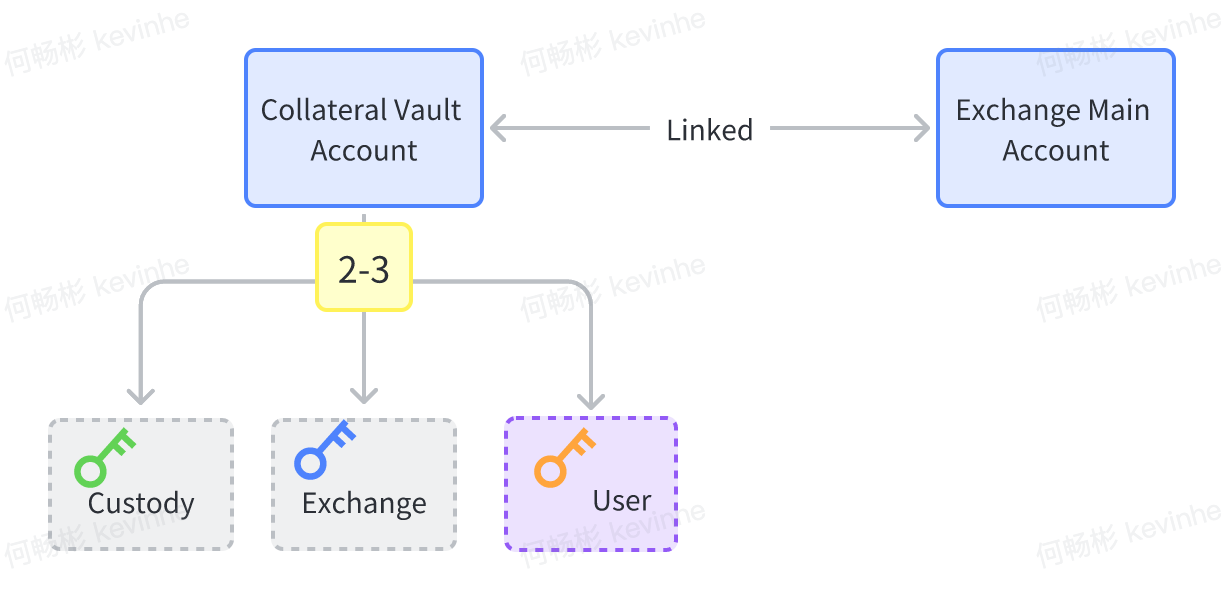 何畅彬 kevinhe
何畅彬 kevinhe
何畅彬 kevinhe
Collateral Vault
Account
Linked
Exchange Main
Account
2-3
何畅彬 kevinhe
何畅彬 kevinhe
何畅彬 kevinhe
Custody
Exchange
User
何畅彬 kevinhe
何畅彬 kevinhe
何畅彬 kevinhe